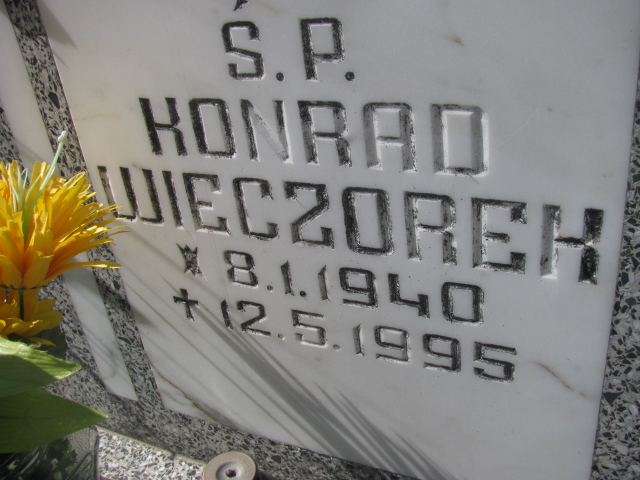 Ś.P.
KONRAD
WIECZOREK
* 8.1.1940
✝ 12.5.1995